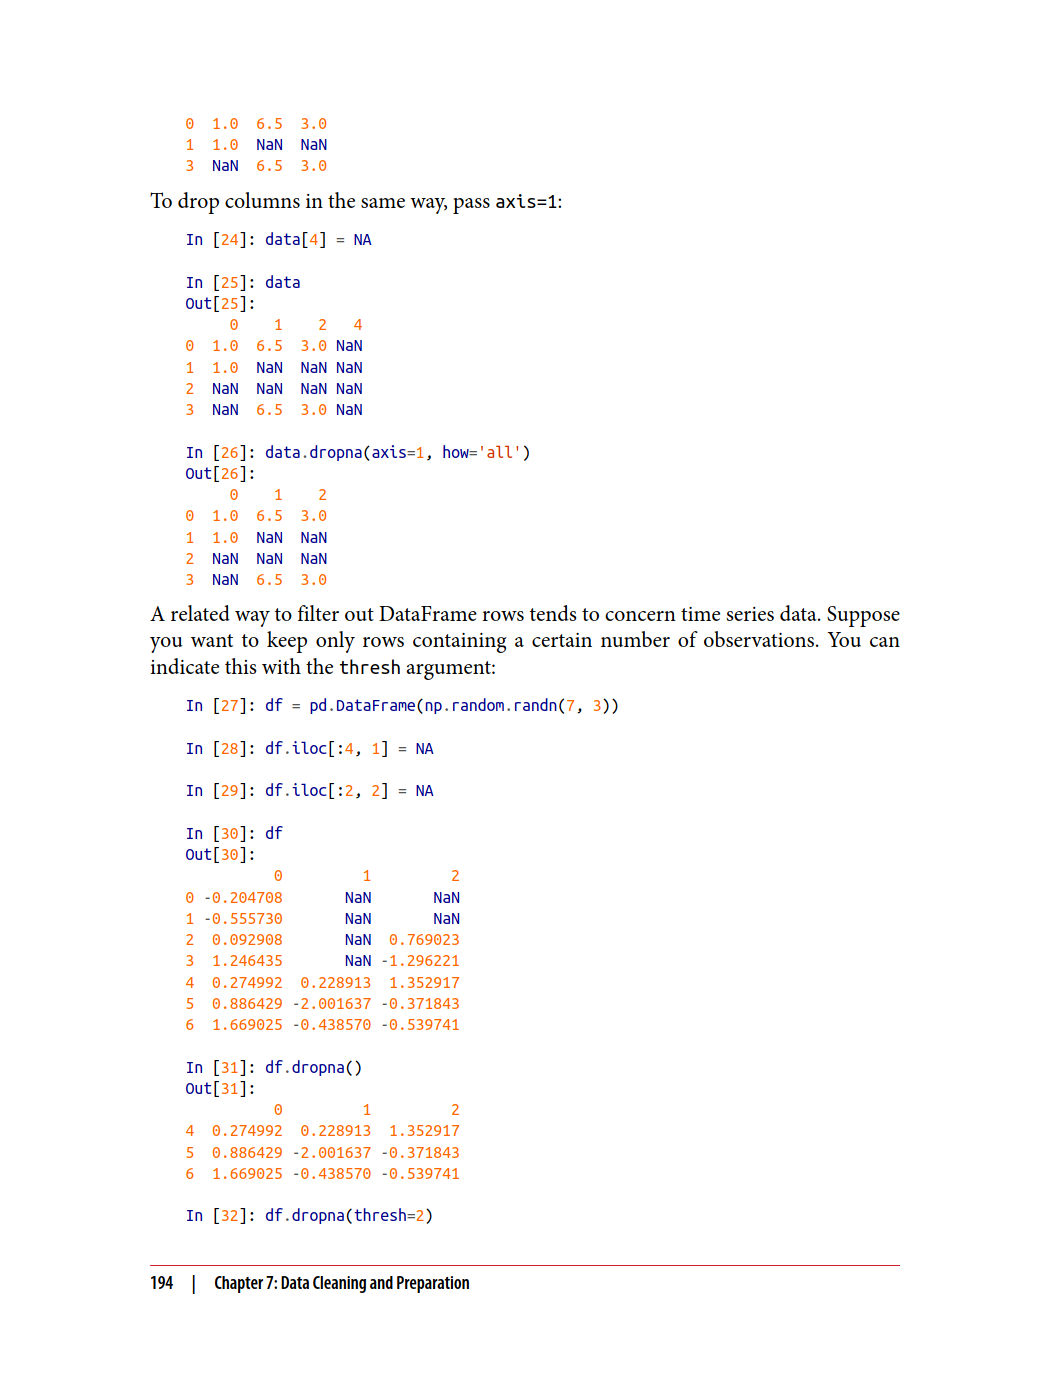 0  1.0  6.5  3.0
1  1.0  NaN  NaN
3  NaN  6.5  3.0
To drop columns in the same way, pass axis=1:
In [24]: data[4] = NA
In [25]: data
Out[25]:
     0    1    2   4
0  1.0  6.5  3.0 NaN
1  1.0  NaN  NaN NaN
2  NaN  NaN  NaN NaN
3  NaN  6.5  3.0 NaN
In [26]: data.dropna(axis=1, how='all')
Out[26]:
     0    1    2
0  1.0  6.5  3.0
1  1.0  NaN  NaN
2  NaN  NaN  NaN
3  NaN  6.5  3.0
A related way to filter out DataFrame rows tends to concern time series data. Suppose
you want to keep only rows containing a certain number of observations. You can
indicate this with the thresh argument:
In [27]: df = pd.DataFrame(np.random.randn(7, 3))
In [28]: df.iloc[:4, 1] = NA
In [29]: df.iloc[:2, 2] = NA
In [30]: df
Out[30]:
          0         1         2
0 -0.204708       NaN       NaN
1 -0.555730       NaN       NaN
2  0.092908       NaN  0.769023
3  1.246435       NaN -1.296221
4  0.274992  0.228913  1.352917
5  0.886429 -2.001637 -0.371843
6  1.669025 -0.438570 -0.539741
In [31]: df.dropna()
Out[31]:
          0         1         2
4  0.274992  0.228913  1.352917
5  0.886429 -2.001637 -0.371843
6  1.669025 -0.438570 -0.539741
In [32]: df.dropna(thresh=2)
194 | Chapter 7: Data Cleaning and Preparation